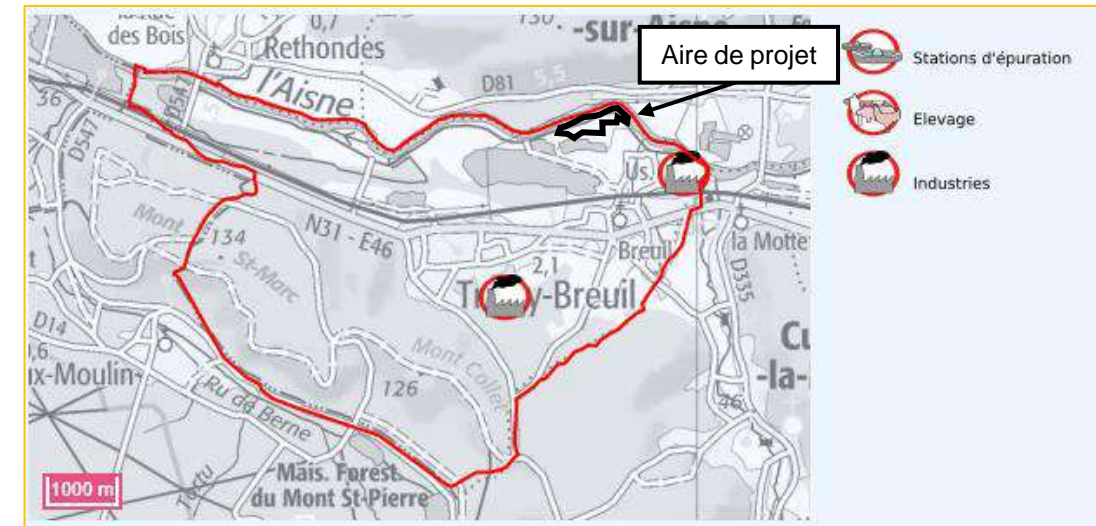 des Bois
0,7
130
-sur-Aisne
Rethondes
Aire de projet
Stations d'épuration
l'Aisne
D81
5,5
36
D547
D547
Elevage
Us.
Industries
Mont
134
St-Marc
N31 - E46
Breuil
la Motte
2,1
-Breuil
D335
D14
Mont Collet
-la-
x-Moulin
126
Ru de Berne
46
Mais. Forest.
du Mont St-Pierre
1000 m